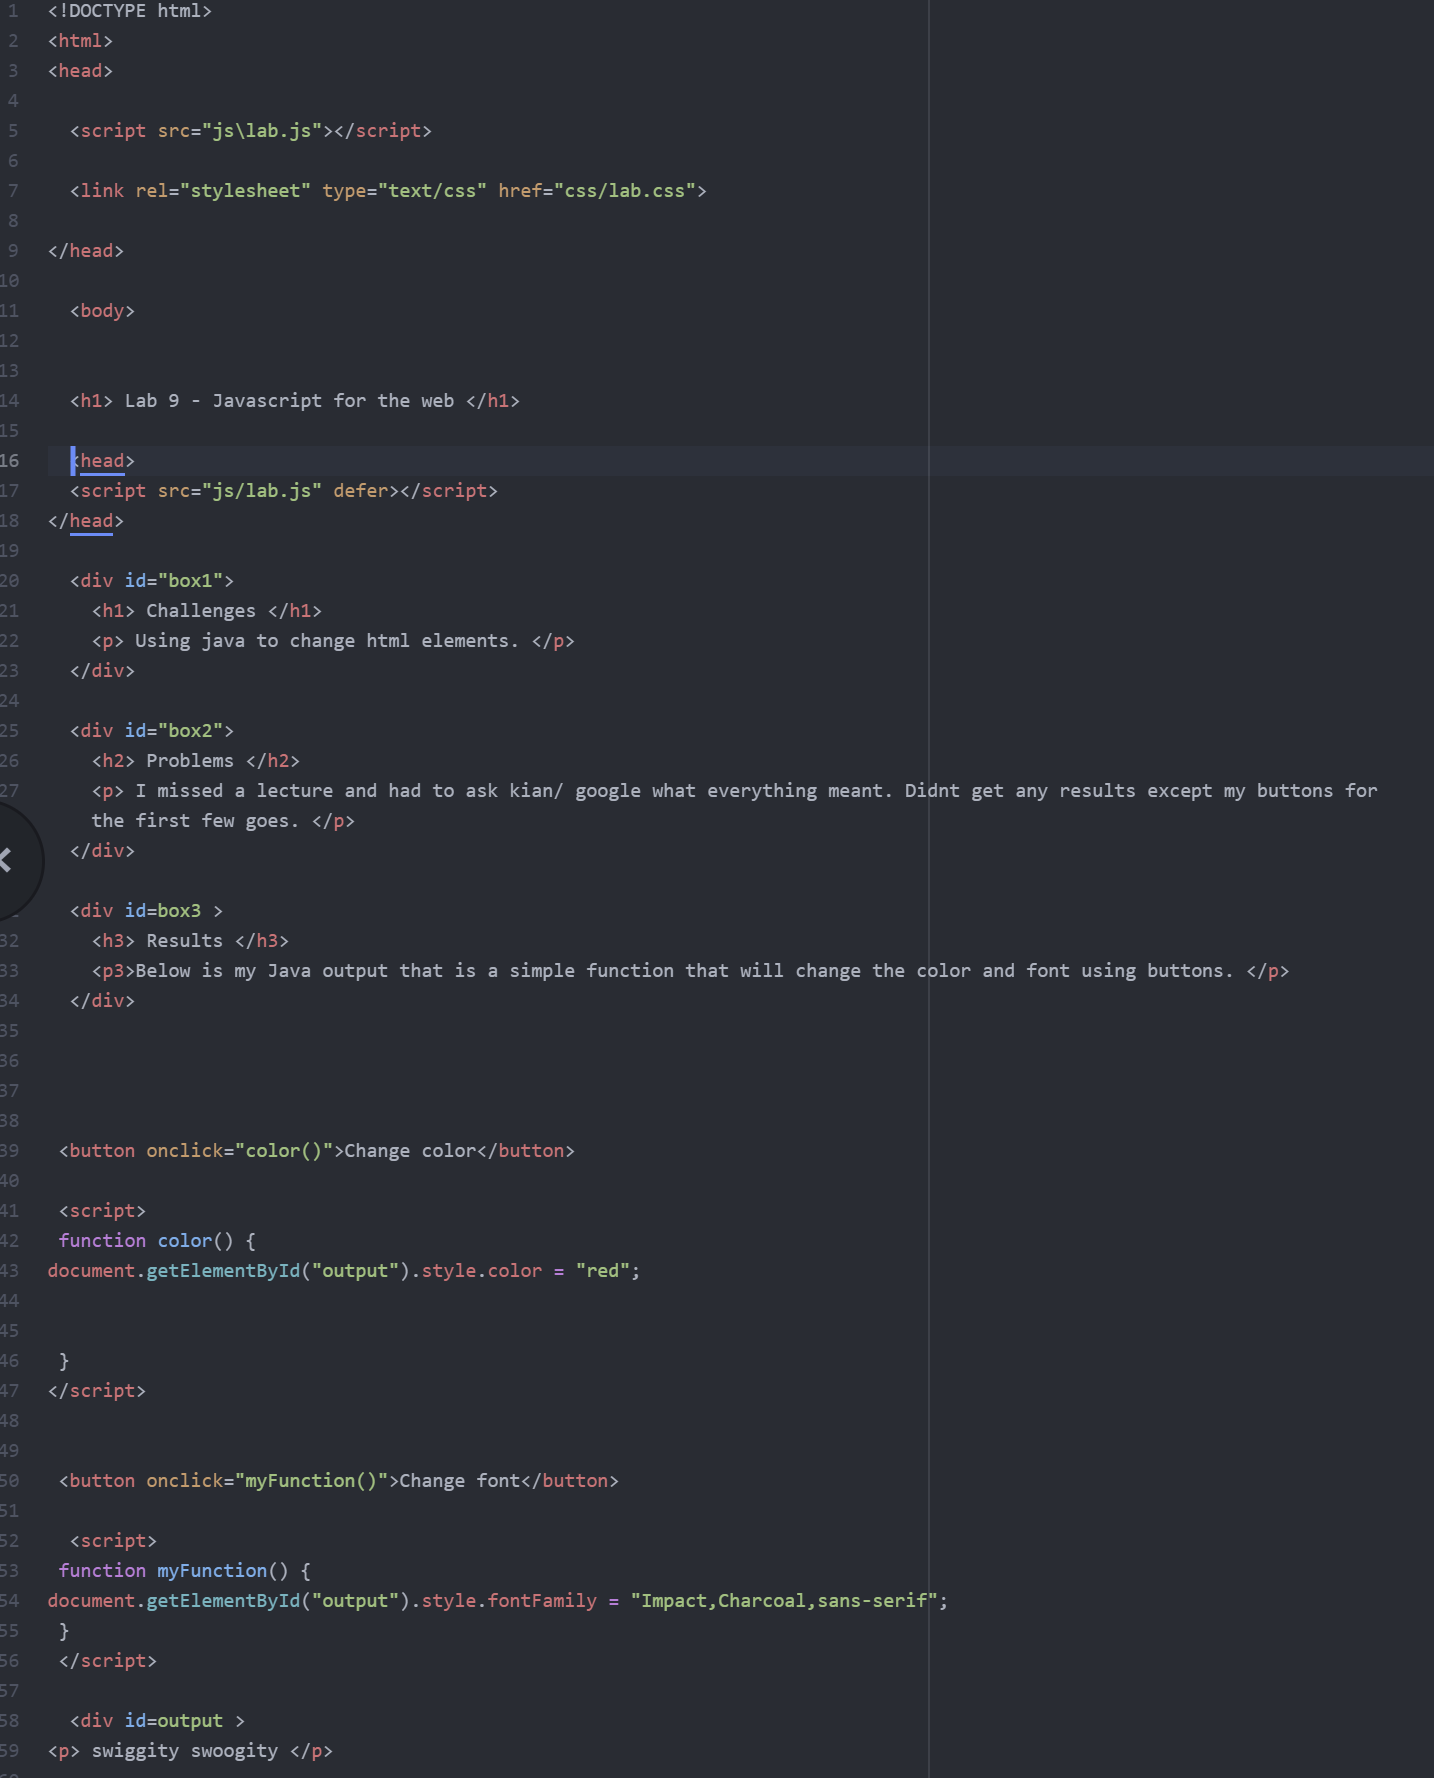 1 <!DOCTYPE html>
2 <html>
3 <head>
4
5 <script src="js\lab.js"></script>
6
7 <link rel="stylesheet" type="text/css" href="css/lab.css">
8
9 </head>
10
11 <body>
12
13
14 <h1> Lab 9 - Javascript for the web </h1>
15
16 <head>
17 <script src="js/lab.js" defer></script>
18 </head>
19
20 <div id="box1">
21 <h1> Challenges </h1>
22 <p> Using java to change html elements. </p>
23 </div>
24
25 <div id="box2">
26 <h2> Problems </h2>
27 <p> I missed a lecture and had to ask kian/ google what everything meant. Didnt get any results except my buttons for
the first few goes. </p>
</div>
<div id=box3 >
32 <h3> Results </h3>
33 <p3>Below is my Java output that is a simple function that will change the color and font using buttons. </p>
34 </div>
35
36
37
38
39 <button onclick="color()">Change color</button>
40
41 <script>
42 function color() {
43 document.getElementById("output").style.color = "red";
44
45
46 }
47 </script>
48
49
50 <button onclick="myFunction()">Change font</button>
51
52 <script>
53 function myFunction() {
54 document.getElementById("output").style.fontFamily = "Impact,Charcoal,sans-serif";
55 }
56 </script>
57
58 <div id=output >
59 <p> swiggity swoogity </p>